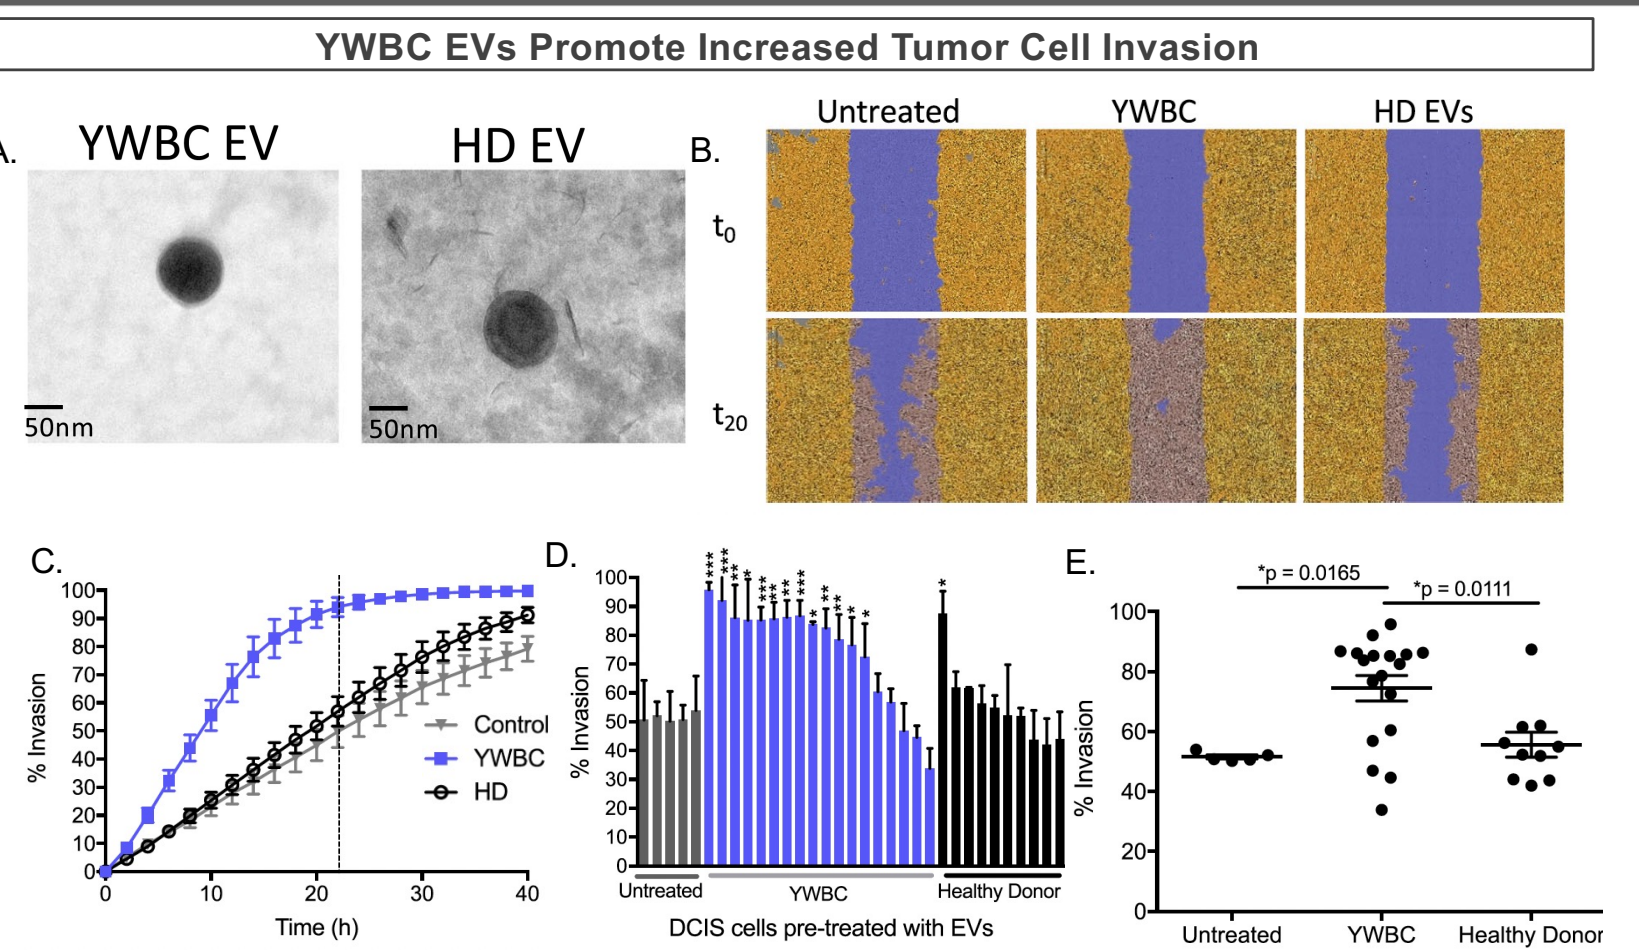 YWBC EVs Promote Increased Tumor Cell Invasion
A.
YWBC EV
HD EV
50nm
50nm
B.
Untreated
YWBC
HD EVs
t0
t20
C.
% Invasion
100
90
80
70
60
50
40
30
20
10
0
0
10
20
30
40
Time (h)
Control
YWBC
HD
D.
% Invasion
100
90
80
70
60
50
40
30
20
10
0
***
***
**
*
***
**
**
***
*
**
**
*
*
*
Untreated
YWBC
Healthy Donor
DCIS cells pre-treated with EVs
E.
*p = 0.0165
*p = 0.0111
% Invasion
100
80
60
40
20
0
Untreated
YWBC
Healthy Donor